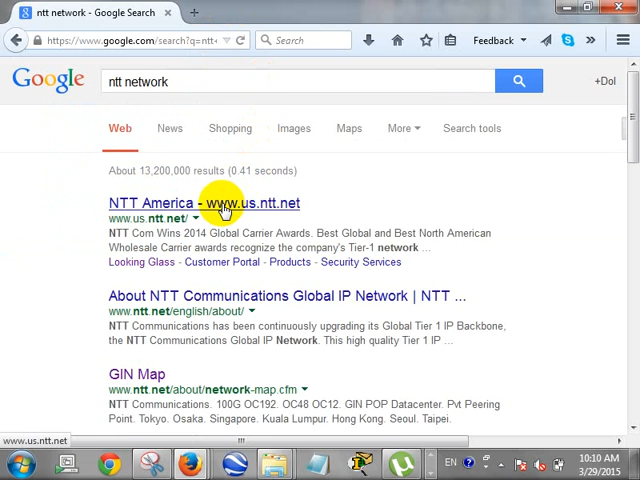 ntt network - Google Search
https://www.google.com/search?q=ntt+
Search
Feedback
Google
ntt network
+Dol
Web
News
Shopping
Images
Maps
More
Search tools
About 13,200,000 results (0.41 seconds)
NTT America - www.us.ntt.net
www.us.ntt.net/
NTT Com Wins 2014 Global Carrier Awards. Best Global and Best North American
Wholesale Carrier awards recognize the company's Tier-1 network ...
Looking Glass - Customer Portal - Products - Security Services
About NTT Communications Global IP Network | NTT ...
www.ntt.net/english/about/
NTT Communications has been continuously upgrading its Global Tier 1 IP Backbone,
the NTT Communications Global IP Network. This high quality Tier 1 IP ...
GIN Map
www.ntt.net/about/network-map.cfm
NTT Communications. 100G OC192. OC48 OC12. GIN POP Datacenter. Pvt Peering
Point. Tokyo. Osaka. Singapore. Kuala Lumpur. Hong Kong. Seoul. Taipei.
www.us.ntt.net
EN
10:10 AM
3/29/2015